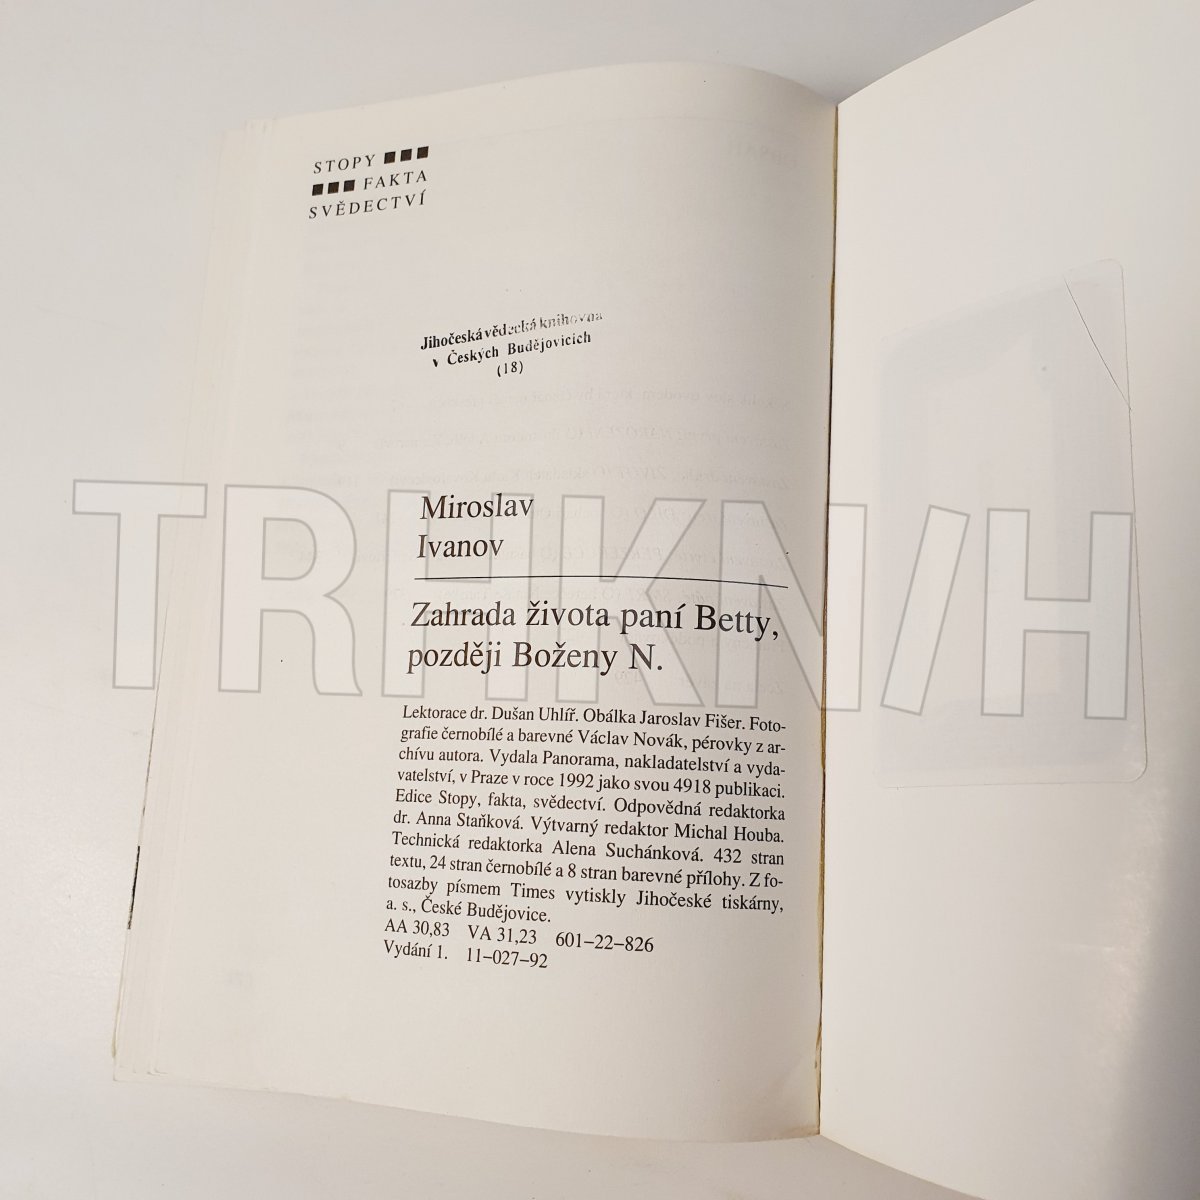 STOPY ■■■
■■■ FAKTA
SVĚDECTVÍ
Jihočeská vědecká knihovna
v Českých Budějovicích
(18)
TRHKN/H
Miroslav
Ivanov
Zahrada života paní Betty,
později Boženy N.
Lektorace dr. Dušan Uhlíř. Obálka Jaroslav Fišer. Foto-
grafie černobílé a barevné Václav Novák, pérovky z ar-
chívu autora. Vydala Panorama, nakladatelství a vyda-
vatelství, v Praze v roce 1992 jako svou 4918 publikaci.
Edice Stopy, fakta, svědectví. Odpovědná redaktorka
dr. Anna Staňková. Výtvarný redaktor Michal Houba.
Technická redaktorka Alena Suchánková. 432 stran
textu, 24 stran černobílé a 8 stran barevné přílohy. Z fo-
tosazby písmem Times vytiskly Jihočeské tiskárny,
a. s., České Budějovice.
AA 30,83 VA 31,23 601–22–826
Vydání 1. 11–027–92